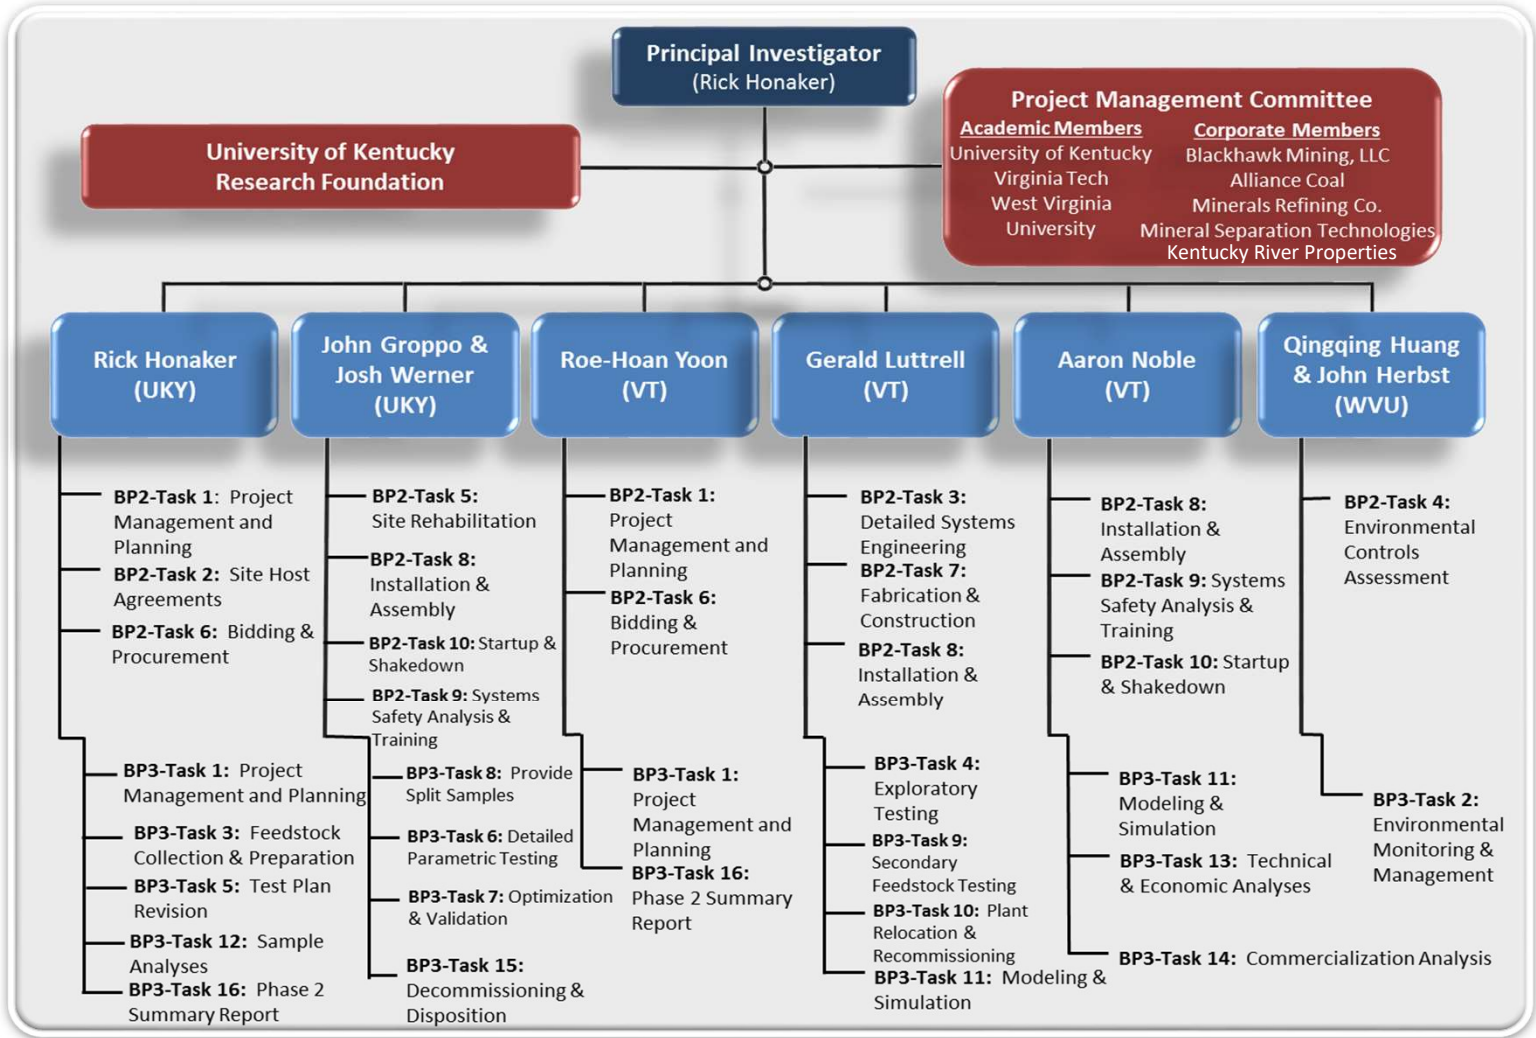 Principal Investigator
(Rick Honaker)
University of Kentucky
Research Foundation
Project Management Committee
Academic Members
University of Kentucky
Virginia Tech
West Virginia
University
Corporate Members
Blackhawk Mining, LLC
Alliance Coal
Minerals Refining Co.
Mineral Separation Technologies
Kentucky River Properties
Rick Honaker
(UKY)
BP2-Task 1: Project
Management and
Planning
BP2-Task 2: Site Host
Agreements
BP2-Task 6: Bidding &
Procurement
BP3-Task 1: Project
Management and Planning
BP3-Task 3: Feedstock
Collection & Preparation
BP3-Task 5: Test Plan
Revision
BP3-Task 12: Sample
Analyses
BP3-Task 16: Phase 2
Summary Report
John Groppo &
Josh Werner
(UKY)
BP2-Task 5:
Site Rehabilitation
BP2-Task 8:
Installation &
Assembly
BP2-Task 10: Startup &
Shakedown
BP2-Task 9: Systems
Safety Analysis &
Training
BP3-Task 8: Provide
Split Samples
BP3-Task 6: Detailed
Parametric Testing
BP3-Task 7: Optimization
& Validation
BP3-Task 15:
Decommissioning &
Disposition
Roe-Hoan Yoon
(VT)
BP2-Task 1:
Project
Management and
Planning
BP2-Task 6:
Bidding &
Procurement
BP3-Task 1:
Project
Management and
Planning
BP3-Task 16:
Phase 2 Summary
Report
Gerald Luttrell
(VT)
BP2-Task 3:
Detailed Systems
Engineering
BP2-Task 7:
Fabrication &
Construction
BP2-Task 8:
Installation &
Assembly
BP3-Task 4:
Exploratory
Testing
BP3-Task 9:
Secondary
Feedstock Testing
BP3-Task 10: Plant
Relocation &
Recommissioning
BP3-Task 11: Modeling &
Simulation
Aaron Noble
(VT)
BP2-Task 8:
Installation &
Assembly
BP2-Task 9: Systems
Safety Analysis &
Training
BP2-Task 10: Startup
& Shakedown
BP3-Task 11:
Modeling &
Simulation
BP3-Task 13: Technical
& Economic Analyses
BP3-Task 14: Commercialization Analysis
Qingqing Huang
& John Herbst
(WVU)
BP2-Task 4:
Environmental
Controls
Assessment
BP3-Task 2:
Environmental
Monitoring &
Management